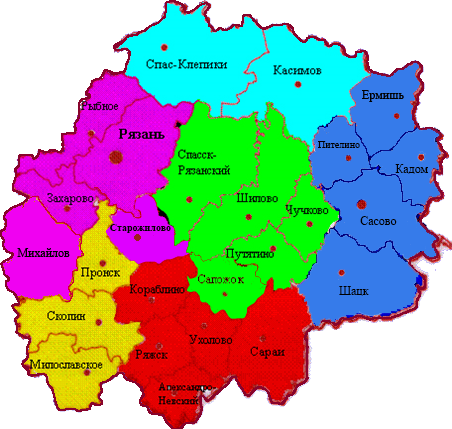 Спас-Клепики
Касимов
Ермишь
Рыбное
Рязань
Пителино
Кадом
Спасск-
Рязанский
Захарово
Шилово
Чучково
Сасово
Старожилово
Михайлов
Путятино
Пронск
Сапожок
Шацк
Кораблино
Скопин
Ухолово
Сараи
Ряжск
Милославское
Александро-
Невский